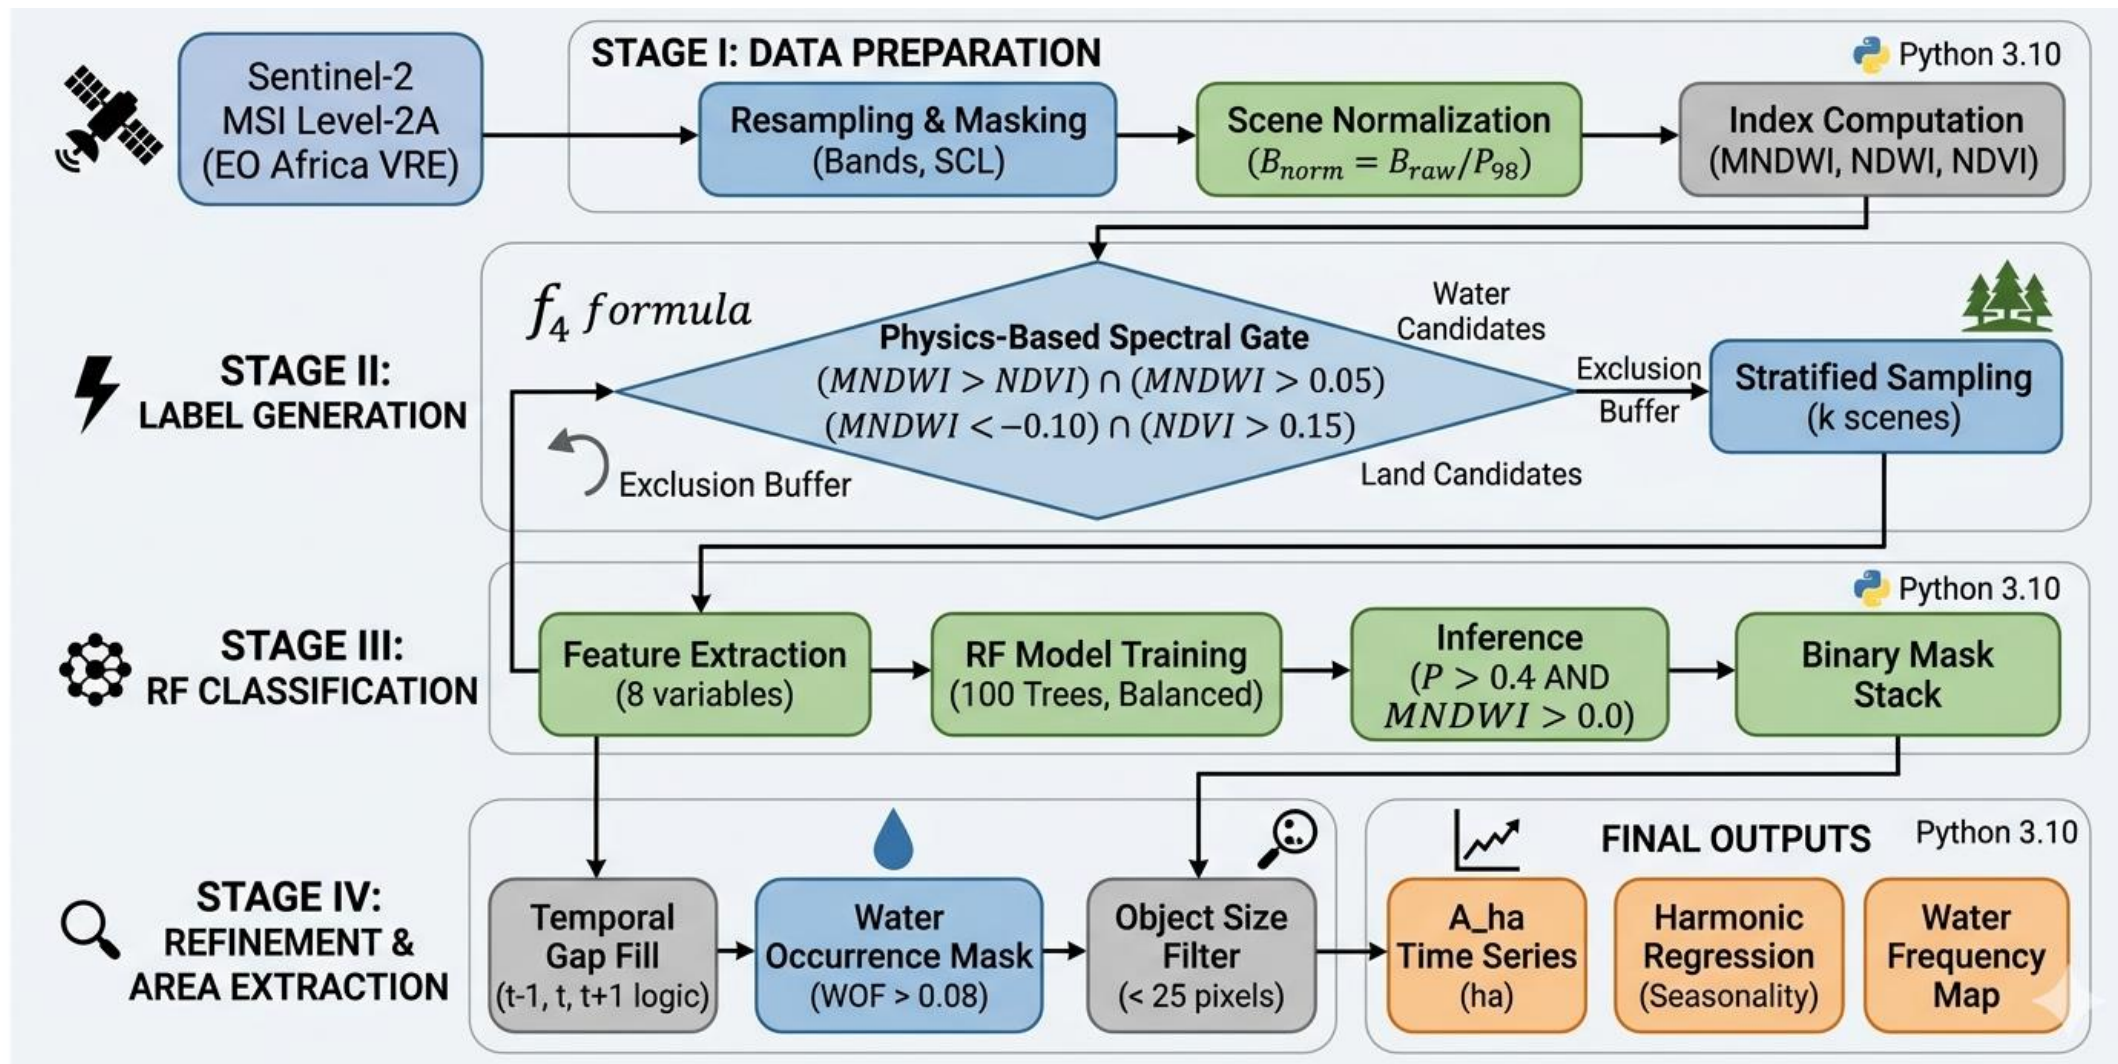 Sentinel-2
MSI Level-2A
(EO Africa VRE)
STAGE I: DATA PREPARATION
Python 3.10
Resampling & Masking
(Bands, SCL)
Scene Normalization
(B_norm = B_raw/P_98)
Index Computation
(MNDWI, NDWI, NDVI)
STAGE II:
LABEL GENERATION
f_4 formula
Physics-Based Spectral Gate
(MNDWI > NDVI) ∩ (MNDWI > 0.05)
(MNDWI < −0.10) ∩ (NDVI > 0.15)
Water
Candidates
Exclusion
Buffer
Land Candidates
Exclusion Buffer
Stratified Sampling
(k scenes)
STAGE III:
RF CLASSIFICATION
Python 3.10
Feature Extraction
(8 variables)
RF Model Training
(100 Trees, Balanced)
Inference
(P > 0.4 AND
MNDWI > 0.0)
Binary Mask
Stack
STAGE IV:
REFINEMENT &
AREA EXTRACTION
Temporal
Gap Fill
(t-1, t, t+1 logic)
Water
Occurrence Mask
(WOF > 0.08)
Object Size
Filter
(< 25 pixels)
FINAL OUTPUTS
Python 3.10
A_ha
Time Series
(ha)
Harmonic
Regression
(Seasonality)
Water
Frequency
Map